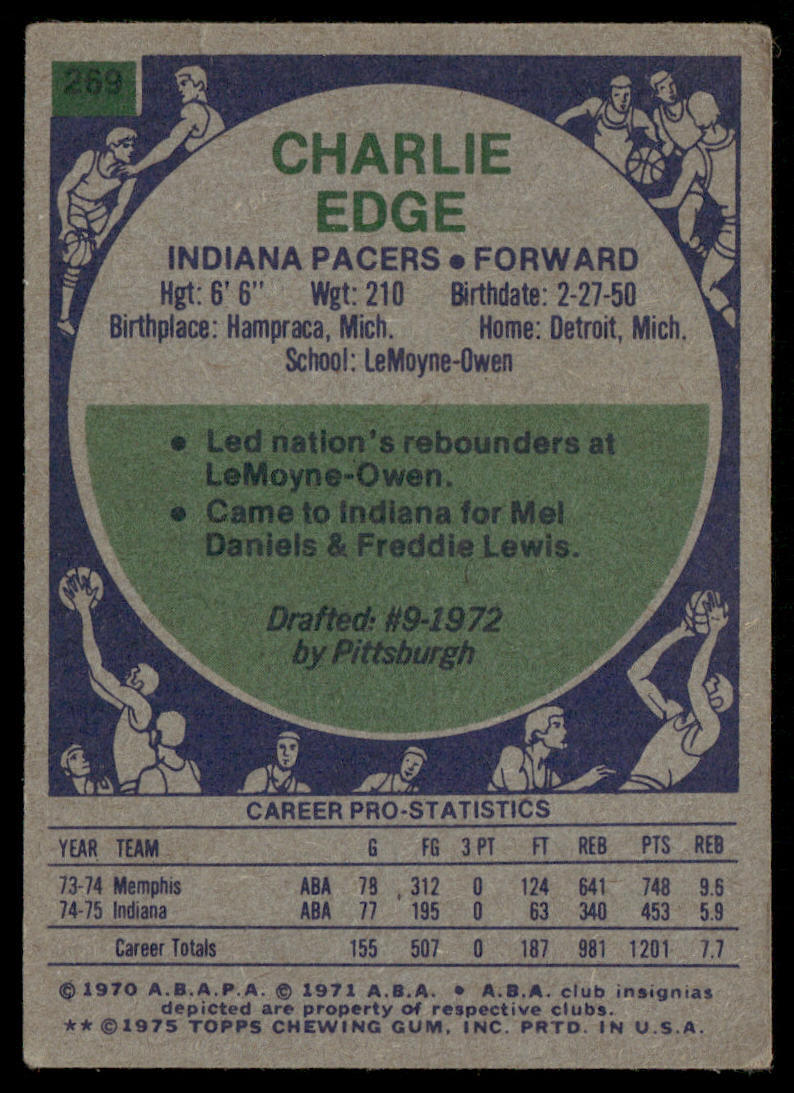 269
CHARLIE
EDGE
INDIANA PACERS • FORWARD
Hgt: 6' 6" Wgt: 210 Birthdate: 2-27-50
Birthplace: Hampraca, Mich. Home: Detroit, Mich.
School: LeMoyne-Owen
• Led nation's rebounders at
LeMoyne-Owen.
• Came to Indiana for Mel
Daniels & Freddie Lewis.
Drafted: #9-1972
by Pittsburgh
CAREER PRO-STATISTICS
YEAR TEAM G FG 3 PT FT REB PTS REB
73-74 Memphis ABA 78 312 0 124 641 748 9.6
74-75 Indiana ABA 77 195 0 63 340 453 5.9
Career Totals 155 507 0 187 981 1201 7.7
© 1970 A.B.A.P.A. © 1971 A.B.A. • A.B.A. club insignias
depicted are property of respective clubs.
** © 1975 TOPPS CHEWING GUM, INC. PRTD. IN U.S.A.